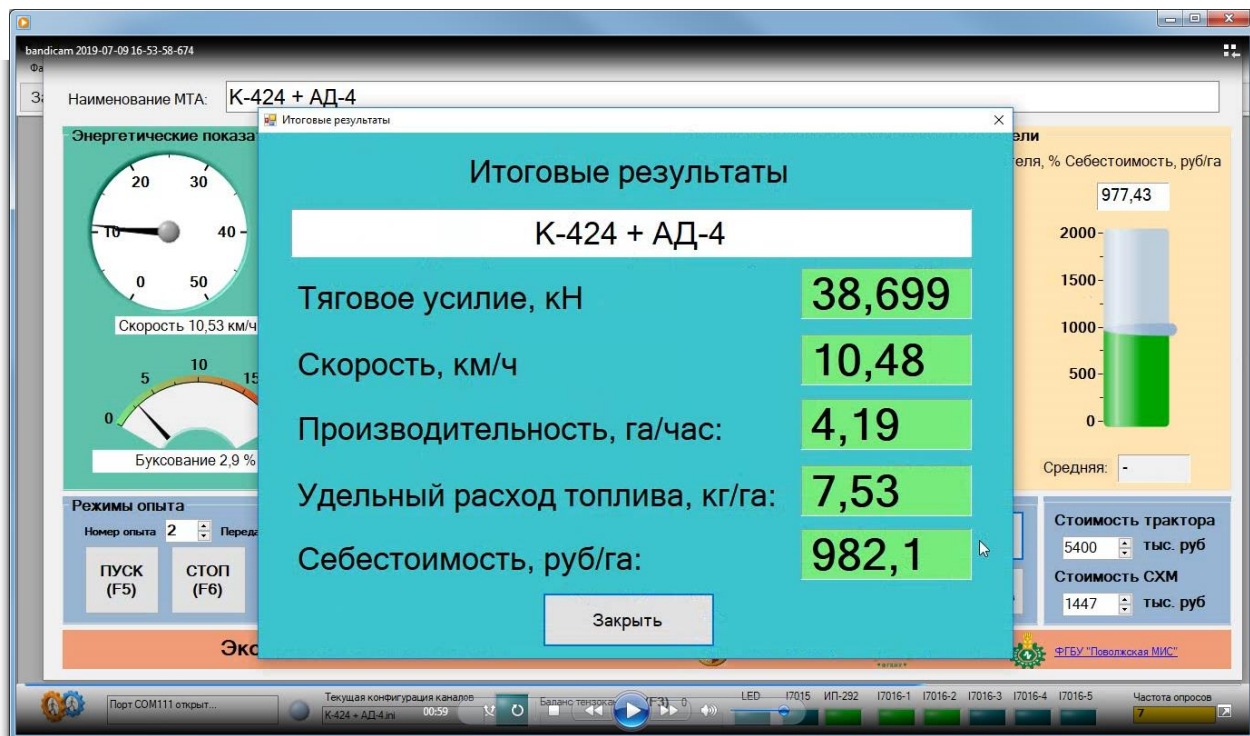 bandicam 2019-07-09 16-53-58-674
Наименование МТА: К-424 + АД-4
Итоговые результаты
Энергетические
20 30
10 40
0 50
Скорость 10,53 км/ч
5 10 15
0
Буксование 2,9 %
Итоговые результаты
К-424 + АД-4
Тяговое усилие, кН 38,699
Скорость, км/ч 10,48
Производительность, га/час: 4,19
Удельный расход топлива, кг/га: 7,53
Себестоимость, руб/га: 982,1
Закрыть
% Себестоимость, руб/га
977,43
2000
1500
1000
500
0
Средняя: -
Режимы опыта
Номер опыта 2
ПУСК (F5)
СТОП (F6)
Стоимость трактора
5400 тыс. руб
Стоимость СХМ
1447 тыс. руб
ФГБУ "Поволжская МИС"
Порт COM111 открыт...
Текущая конфигурация каналов
К-424 + АД-4.ini
00:59
(F3) 0
LED I7015 ИП-292 I7016-1 I7016-2 I7016-3 I7016-4 I7016-5
Частота опросов
7